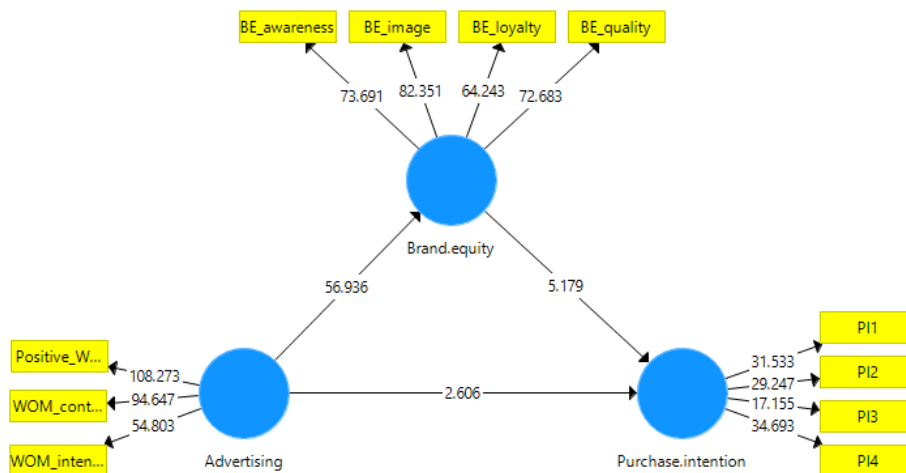 BE_awareness BE_image BE_loyalty BE_quality
73.691 82.351 64.243 72.683
Brand.equity
56.936 5.179
Positive_W...
WOM_cont...
WOM_inten...
108.273
94.647
54.803
Advertising
2.606
Purchase.intention
31.533
29.247
17.155
34.693
PI1
PI2
PI3
PI4